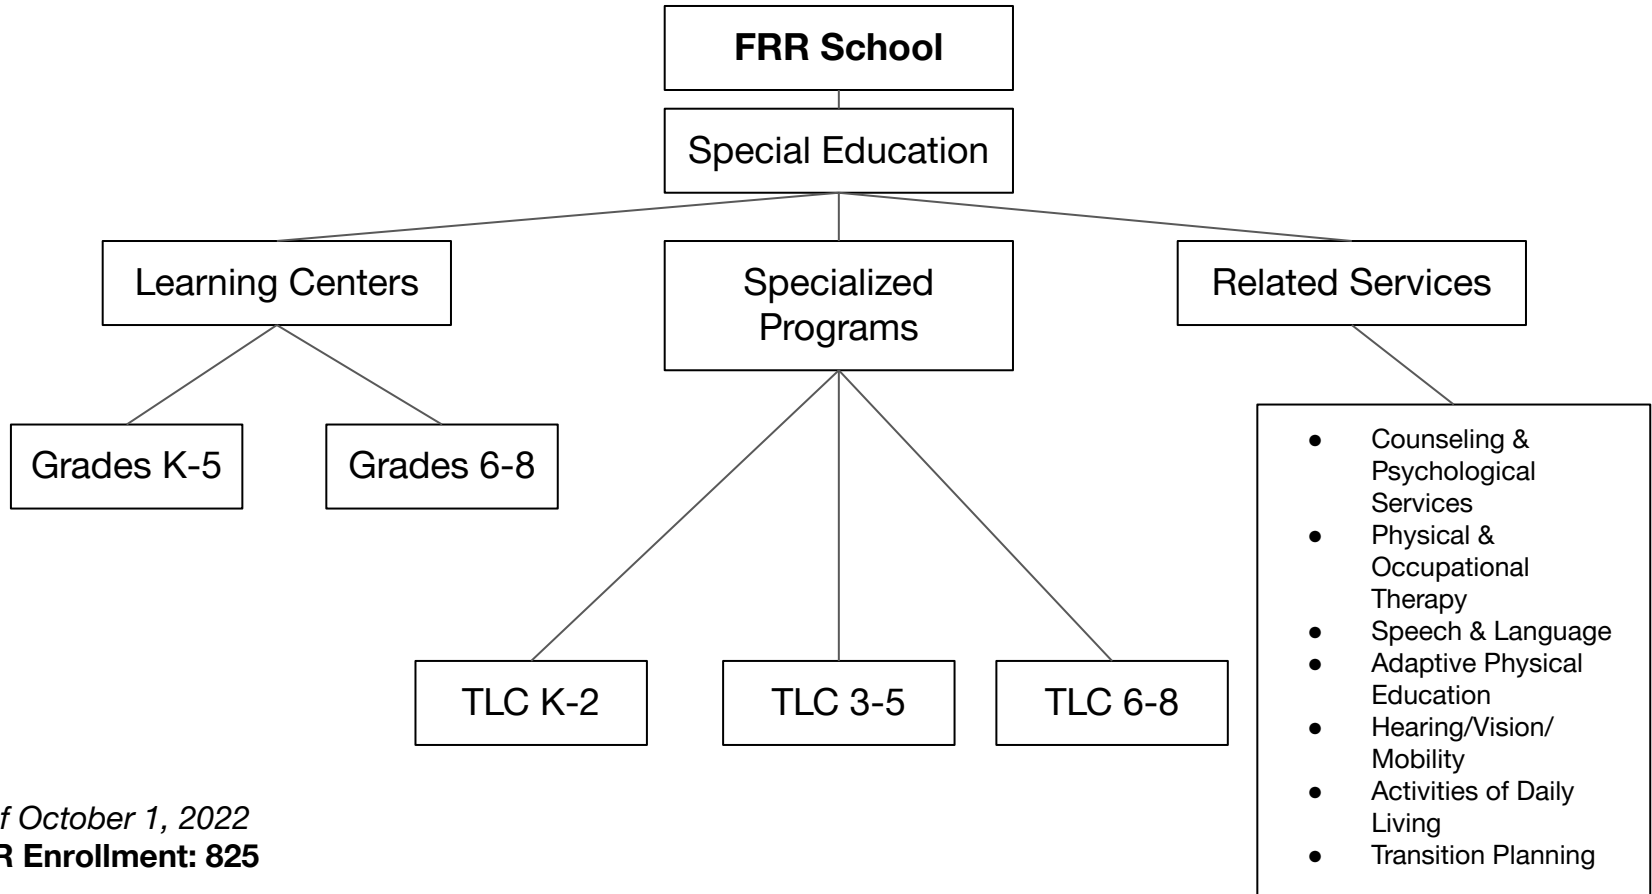 FRR School
Special Education
Learning Centers
Specialized
Programs
Related Services
Grades K-5
Grades 6-8
● Counseling &
Psychological
Services
● Physical &
Occupational
Therapy
● Speech & Language
● Adaptive Physical
Education
● Hearing/Vision/
Mobility
● Activities of Daily
Living
● Transition Planning
TLC K-2
TLC 3-5
TLC 6-8
f October 1, 2022
R Enrollment: 825